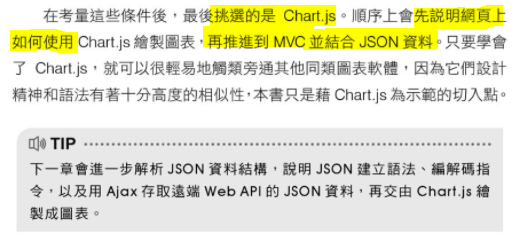 在考量這些條件後，最後挑選的是 Chart.js。順序上會先說明網頁上
如何使用 Chart.js 繪製圖表，再推進到 MVC 並結合 JSON 資料。只要學會
了 Chart.js，就可以很輕易地觸類旁通其他同類圖表軟體，因為它們設計
精神和語法有著十分高度的相似性，本書只是藉 Chart.js 為示範的切入點。
TIP
下一章會進一步解析 JSON 資料結構，說明 JSON 建立語法、編解碼指
令，以及用 Ajax 存取遠端 Web API 的 JSON 資料，再交由 Chart.js 繪
製成圖表。